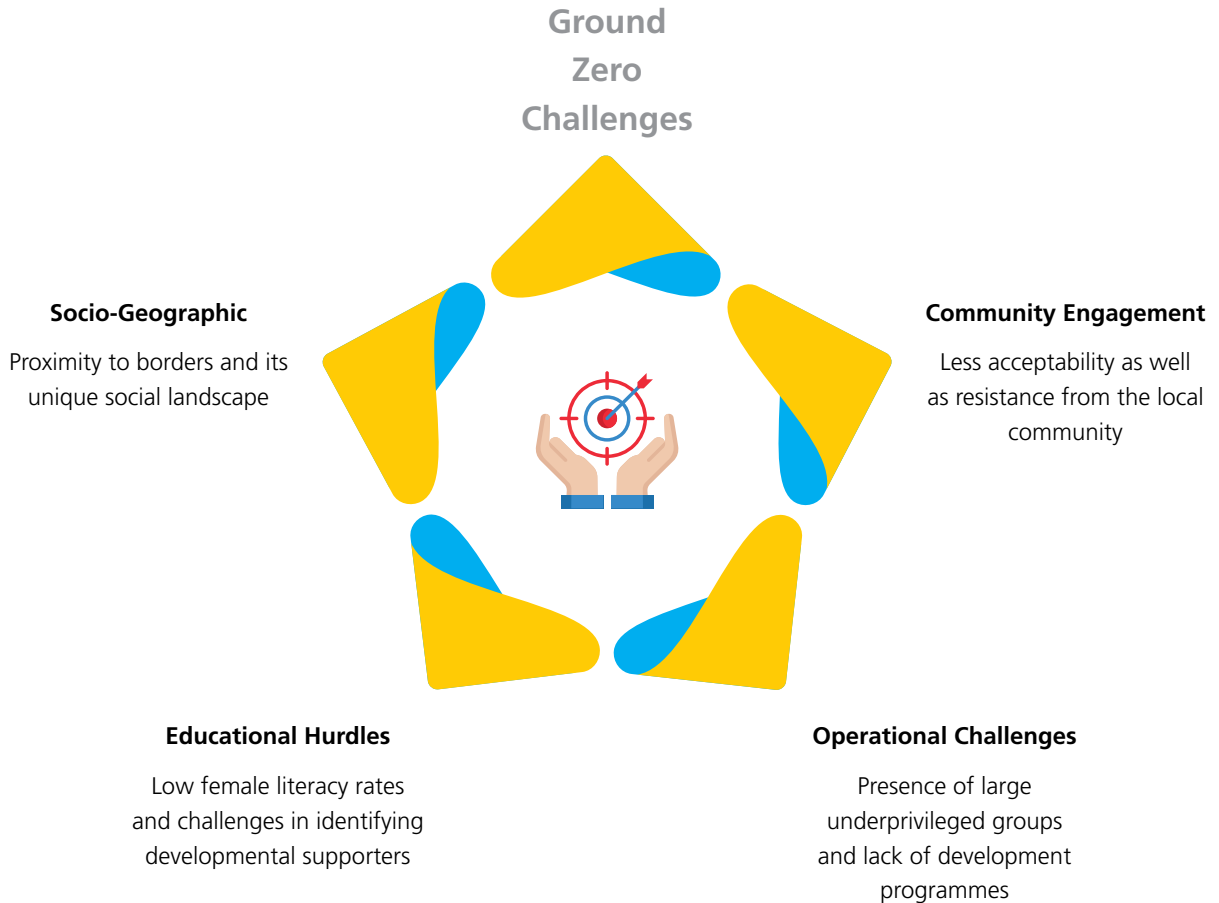 Ground
Zero
Challenges
Socio-Geographic
Proximity to borders and its
unique social landscape
Community Engagement
Less acceptability as well
as resistance from the local
community
Educational Hurdles
Low female literacy rates
and challenges in identifying
developmental supporters
Operational Challenges
Presence of large
underprivileged groups
and lack of development
programmes